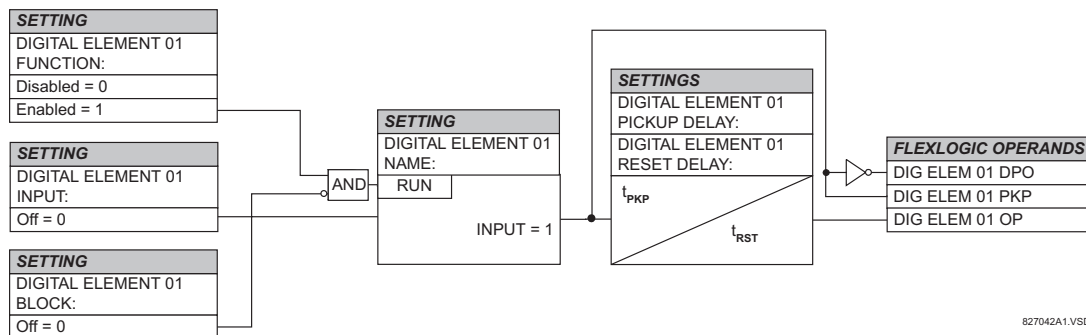 SETTING
DIGITAL ELEMENT 01
FUNCTION:
Disabled = 0
Enabled = 1
SETTING
DIGITAL ELEMENT 01
INPUT:
Off = 0
SETTING
DIGITAL ELEMENT 01
BLOCK:
Off = 0
AND
SETTING
DIGITAL ELEMENT 01
NAME:
RUN
INPUT = 1
SETTINGS
DIGITAL ELEMENT 01
PICKUP DELAY:
DIGITAL ELEMENT 01
RESET DELAY:
tPKP
tRST
FLEXLOGIC OPERANDS
DIG ELEM 01 DPO
DIG ELEM 01 PKP
DIG ELEM 01 OP
827042A1.VSD